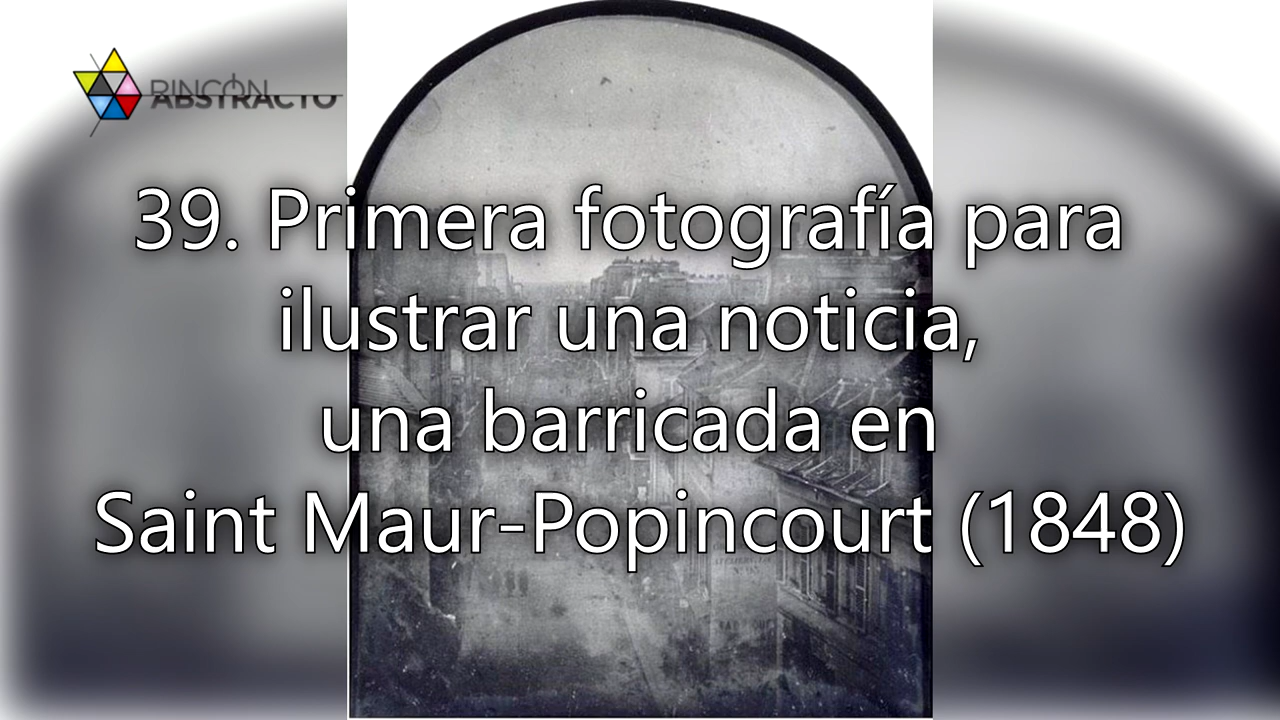 RINCÓN
ABSTRACTO
39. Primera fotografía para
ilustrar una noticia,
una barricada en
Saint Maur-Popincourt (1848)